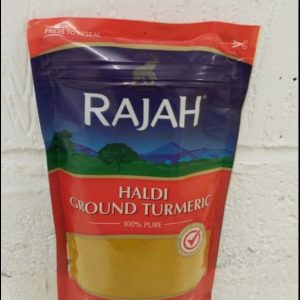 PRESS TO RESEAL
RAJAH
HALDI
GROUND TURMERIC
100% PURE